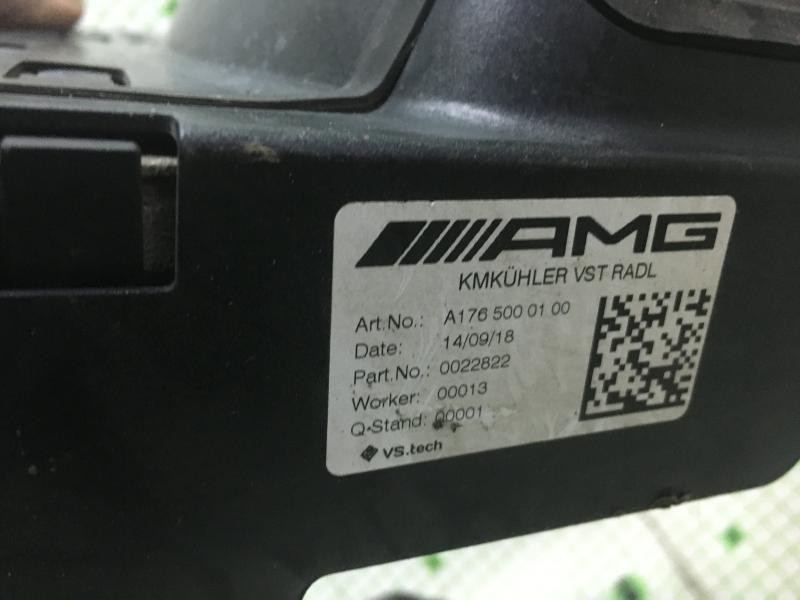 AMG
KMKÜHLER VST RADL
Art.No.: A176 500 01 00
Date: 14/09/18
Part.No.: 0022822
Worker: 00013
Q-Stand: 00001
VS.tech